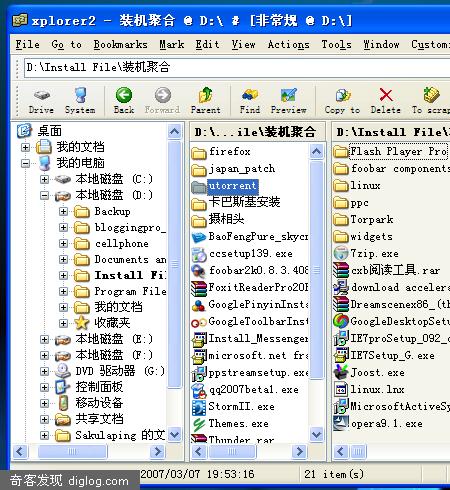 xplorer2 - 装机聚合 @ D:\ # [非常规 @ D:\]
File Go to Bookmarks Mark Edit View Actions Tools Window Customi
D:\Install File\装机聚合
Drive System Back Forward Parent Find Preview Copy to Delete To scrap
桌面
我的文档
我的电脑
本地磁盘 (C:)
本地磁盘 (D:)
Backup
bloggingpro_
cellphone
Documents an
Install Fi
Program File
我的文档
收藏夹
本地磁盘 (E:)
本地磁盘 (F:)
DVD 驱动器 (G:)
控制面板
移动设备
共享文档
Sakulaping 的文
D:\...ile\装机聚合
firefox
japan_patch
utorrent
卡巴斯基安装
摄相头
BaoFengPure_skycn
ccsetup139.exe
foobar2k0.8.3.408
FoxitReaderPro20F
GooglePinyinInst
GoogleToolbarInst
Install_Messenger
microsoft.net fra
ppstreamsetup.exe
qq2007beta1.exe
StormII.exe
Themes.exe
Thunder.rar
D:\Install File\
Flash Player Pro
foobar components
linux
ppc
Torpark
widgets
7zip.exe
cxb阅读工具.rar
download accelera
Dreamscenex86_(th
GoogleDesktopSetu
IE7proSetup_092_c
IE7Setup_G.exe
Joost.exe
linux.lnx
MicrosoftActiveSy
opera9.1.exe
2007/03/07 19:53:16
21 item(s)
奇客发现 diglog.com